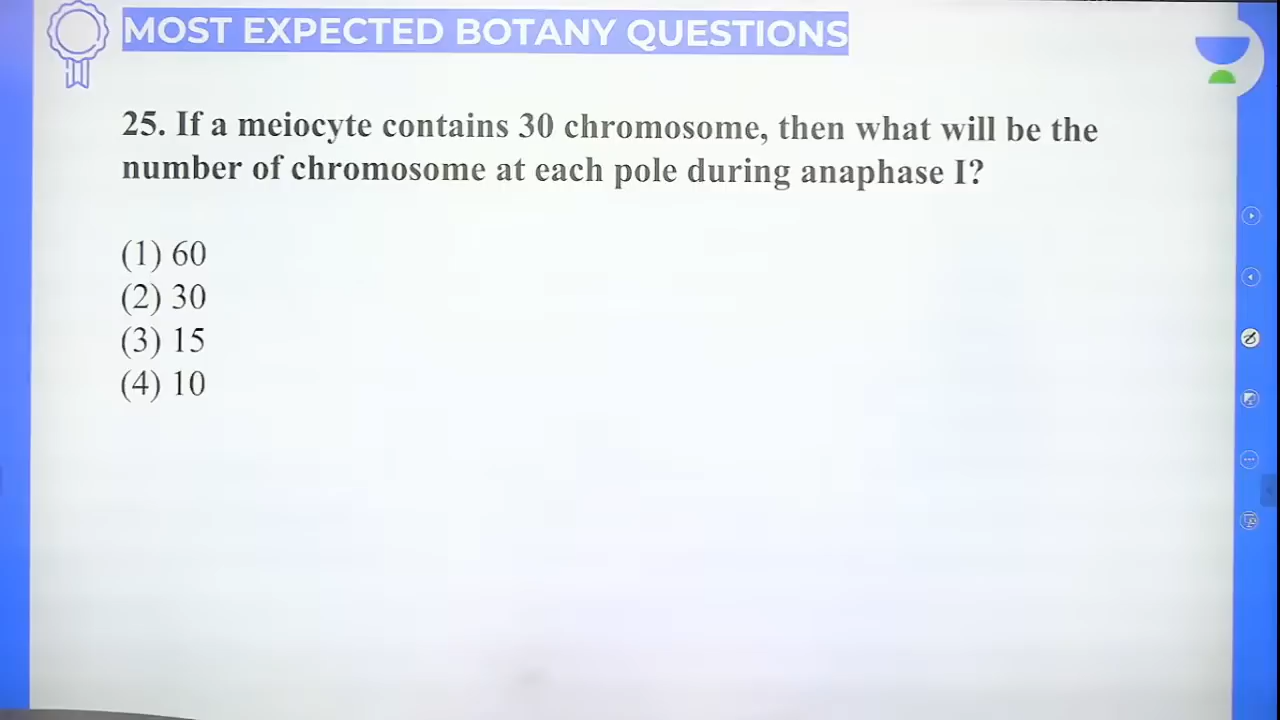 MOST EXPECTED BOTANY QUESTIONS
25. If a meiocyte contains 30 chromosome, then what will be the
number of chromosome at each pole during anaphase I?
(1) 60
(2) 30
(3) 15
(4) 10